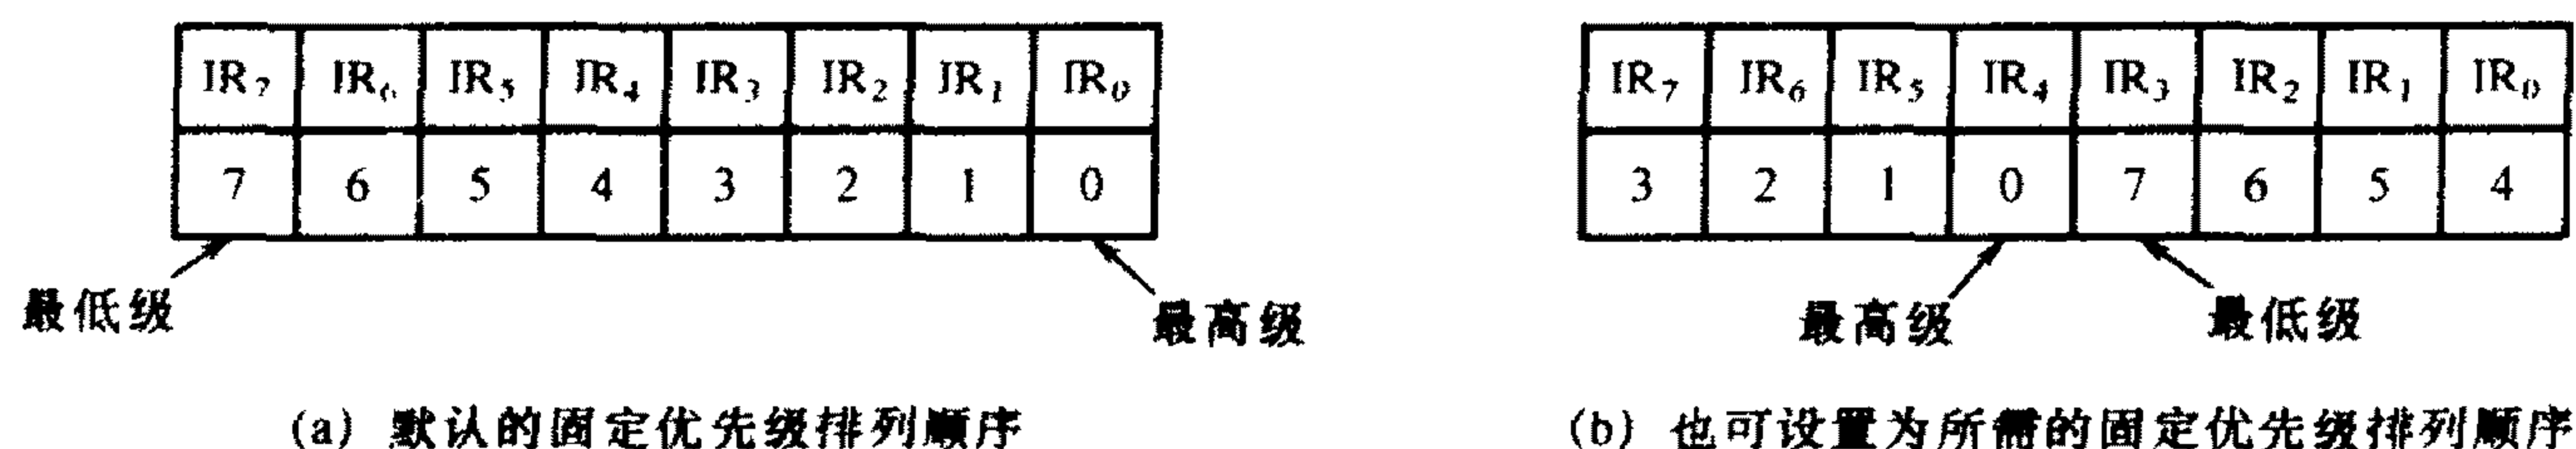 IR₇ IR₆ IR₅ IR₄ IR₃ IR₂ IR₁ IR₀
7 6 5 4 3 2 1 0
最低级
最高级
(a) 默认的固定优先级排列顺序
IR₇ IR₆ IR₅ IR₄ IR₃ IR₂ IR₁ IR₀
3 2 1 0 7 6 5 4
最高级
最低级
(b) 也可设置为所需的固定优先级排列顺序